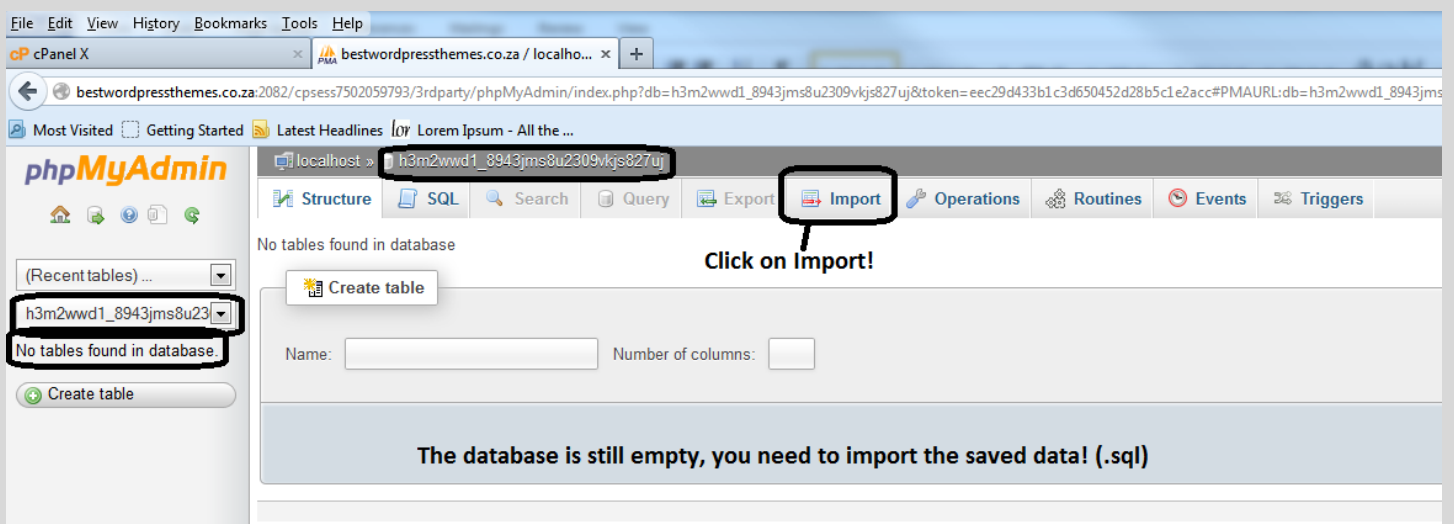 File Edit View History Bookmarks Tools Help
cP cPanel X × PMA bestwordpressthemes.co.za / localho... × +
bestwordpressthemes.co.za:2082/cpsess7502059793/3rdparty/phpMyAdmin/index.php?db=h3m2wwd1_8943jms8u2309vkjs827uj&token=eec29d433b1c3d650452d28b5c1e2acc#PMAURL:db=h3m2wwd1_8943jms
Most Visited Getting Started Latest Headlines lor Lorem Ipsum - All the ...
phpMyAdmin
localhost » h3m2wwd1_8943jms8u2309vkjs827uj
Structure SQL Search Query Export Import Operations Routines Events Triggers
No tables found in database
Click on Import!
(Recent tables) ...
Create table
h3m2wwd1_8943jms8u23
No tables found in database.
Name: Number of columns:
Create table
The database is still empty, you need to import the saved data! (.sql)